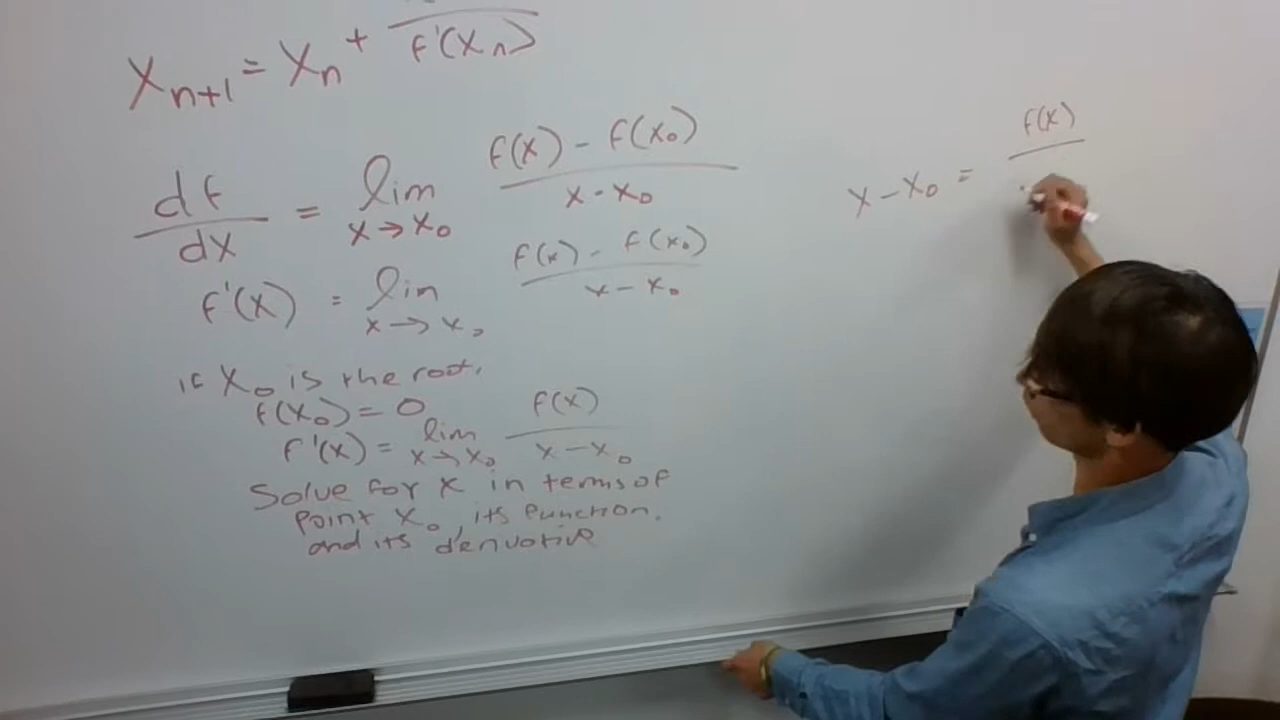 Xn+1 = Xn + / f'(Xn)
df/dx = lim x→x0 f(x) - f(x0) / x - x0
f'(x) = lim x→x0 f(x) - f(x0) / x - x0
if x0 is the root,
f(x0) = 0
f'(x) = lim x→x0 f(x) / x - x0
Solve for x in terms of
point x0, its function,
and its derivative
x - x0 = f(x) /